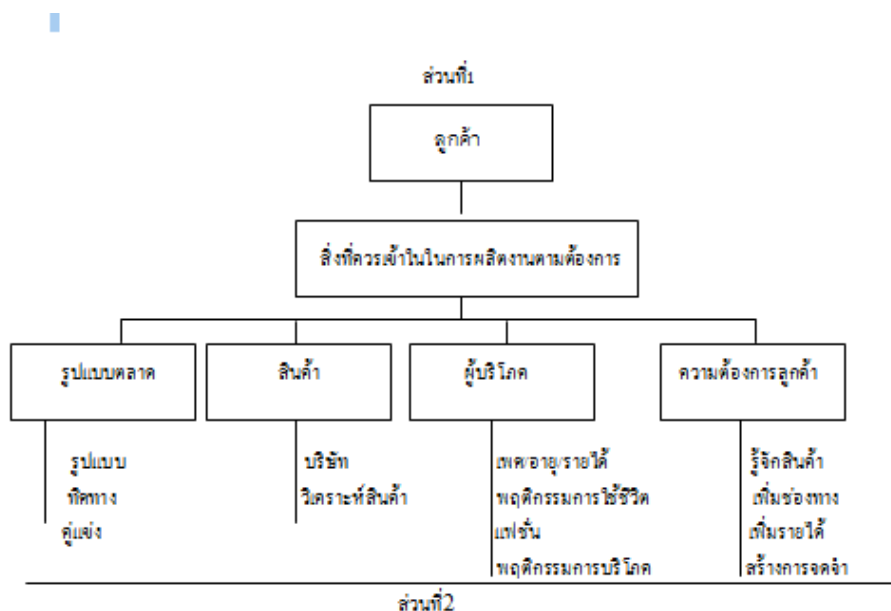 ส่วนที่1
ลูกค้า
สิ่งที่ควรเข้าในในการผลิตงานตามต้องการ
รูปแบบตลาด
สินค้า
ผู้บริโภค
ความต้องการลูกค้า
รูปแบบ
ทิศทาง
คู่แข่ง
บริษัท
วิเคราะห์สินค้า
เพศ/อายุ/รายได้
พฤติกรรมการใช้ชีวิต
แฟชั่น
พฤติกรรมการบริโภค
รู้จักสินค้า
เพิ่มช่องทาง
เพิ่มรายได้
สร้างการจดจำ
ส่วนที่2